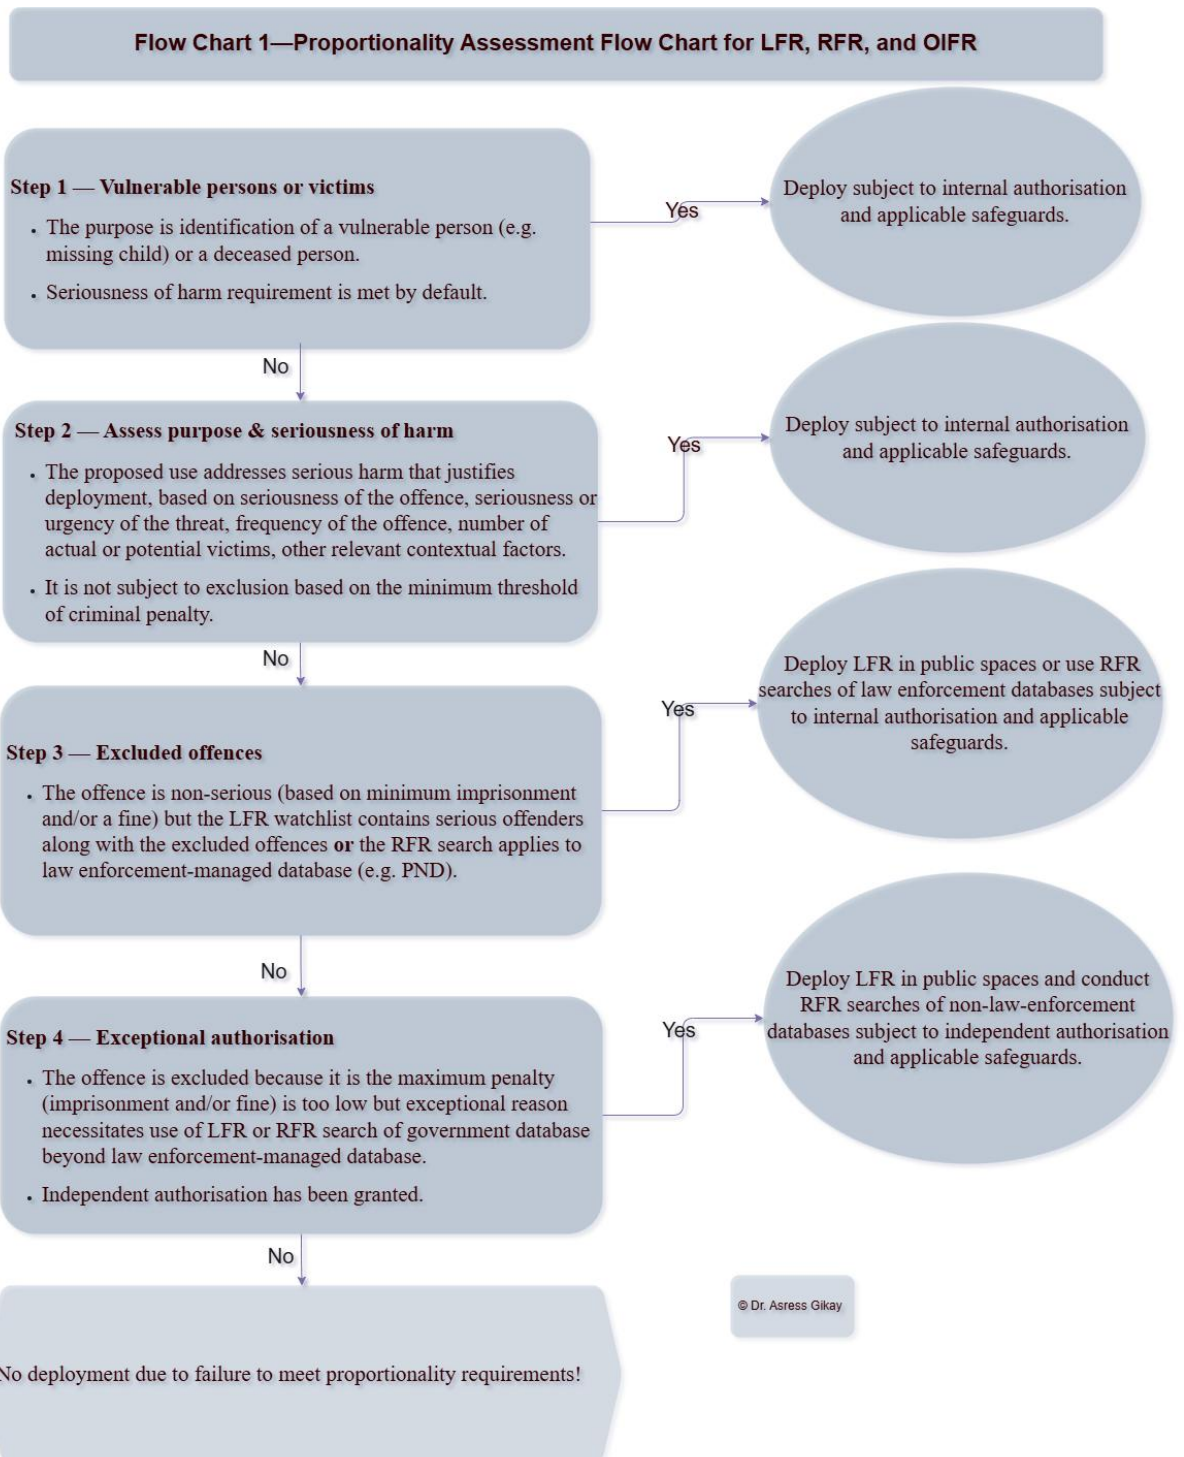 Flow Chart 1—Proportionality Assessment Flow Chart for LFR, RFR, and OIFR
Step 1 — Vulnerable persons or victims
• The purpose is identification of a vulnerable person (e.g.
missing child) or a deceased person.
• Seriousness of harm requirement is met by default.
Yes
Deploy subject to internal authorisation
and applicable safeguards.
No
Step 2 — Assess purpose & seriousness of harm
• The proposed use addresses serious harm that justifies
deployment, based on seriousness of the offence, seriousness or
urgency of the threat, frequency of the offence, number of
actual or potential victims, other relevant contextual factors.
• It is not subject to exclusion based on the minimum threshold
of criminal penalty.
Yes
Deploy subject to internal authorisation
and applicable safeguards.
No
Step 3 — Excluded offences
• The offence is non-serious (based on minimum imprisonment
and/or a fine) but the LFR watchlist contains serious offenders
along with the excluded offences or the RFR search applies to
law enforcement-managed database (e.g. PND).
Yes
Deploy LFR in public spaces or use RFR
searches of law enforcement databases subject
to internal authorisation and applicable
safeguards.
No
Step 4 — Exceptional authorisation
• The offence is excluded because it is the maximum penalty
(imprisonment and/or fine) is too low but exceptional reason
necessitates use of LFR or RFR search of government database
beyond law enforcement-managed database.
• Independent authorisation has been granted.
Yes
Deploy LFR in public spaces and conduct
RFR searches of non-law-enforcement
databases subject to independent authorisation
and applicable safeguards.
No
No deployment due to failure to meet proportionality requirements!
© Dr. Asress Gikay